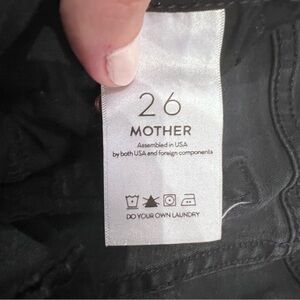 26
MOTHER
Assembled in USA
by both USA and foreign components
DO YOUR OWN LAUNDRY